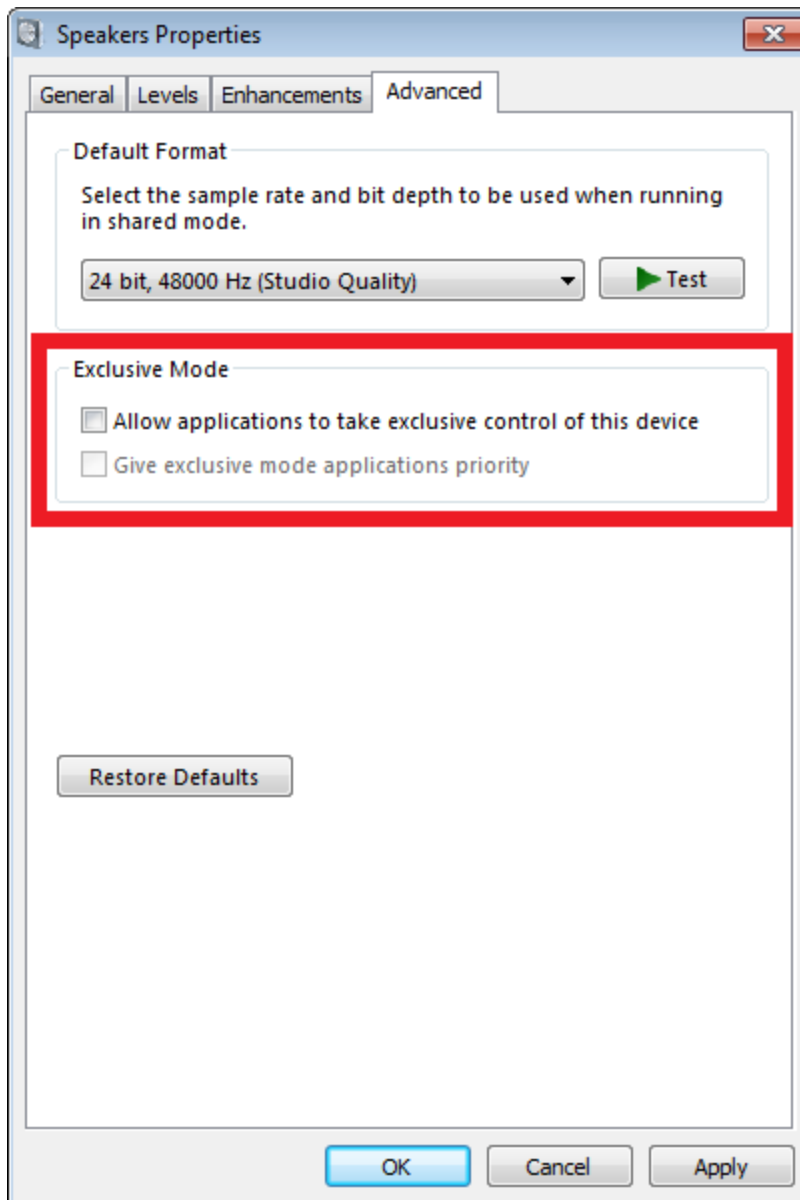 Speakers Properties
General Levels Enhancements Advanced
Default Format
Select the sample rate and bit depth to be used when running
in shared mode.
24 bit, 48000 Hz (Studio Quality) Test
Exclusive Mode
Allow applications to take exclusive control of this device
Give exclusive mode applications priority
Restore Defaults
OK Cancel Apply